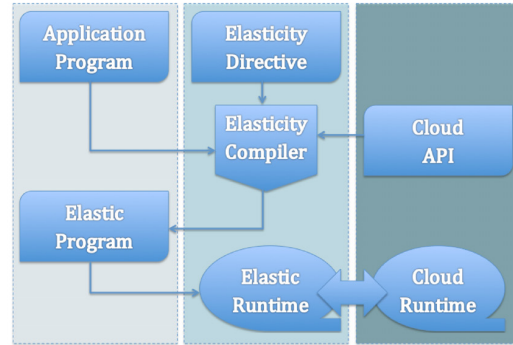 Application
Program
Elasticity
Directive
Elasticity
Compiler
Cloud
API
Elastic
Program
Elastic
Runtime
Cloud
Runtime